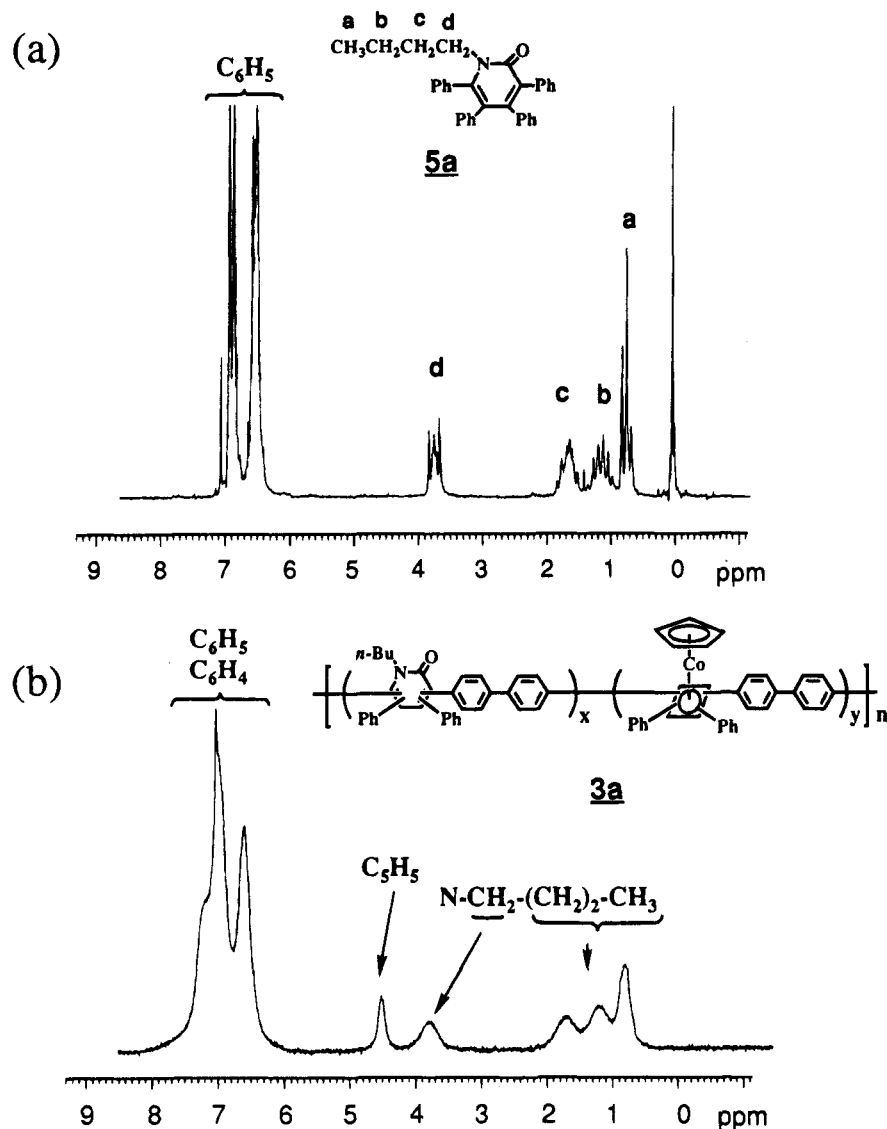 (a)
a b c d
CH₃CH₂CH₂CH₂
N
O
Ph
Ph
Ph
Ph
5a
C₆H₅
d
c
b
a
9 8 7 6 5 4 3 2 1 0 ppm
(b)
C₆H₅
C₆H₄
n-Bu
N
O
Ph
Ph
x
Co
Ph
Ph
y
n
3a
C₅H₅
N-CH₂-(CH₂)₂-CH₃
9 8 7 6 5 4 3 2 1 0 ppm